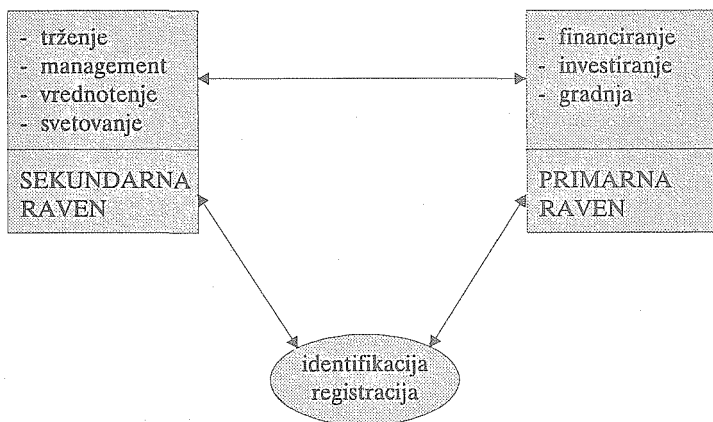 - trženje
- management
- vrednotenje
- svetovanje
SEKUNDARNA
RAVEN
- financiranje
- investiranje
- gradnja
PRIMARNA
RAVEN
identifikacija
registracija